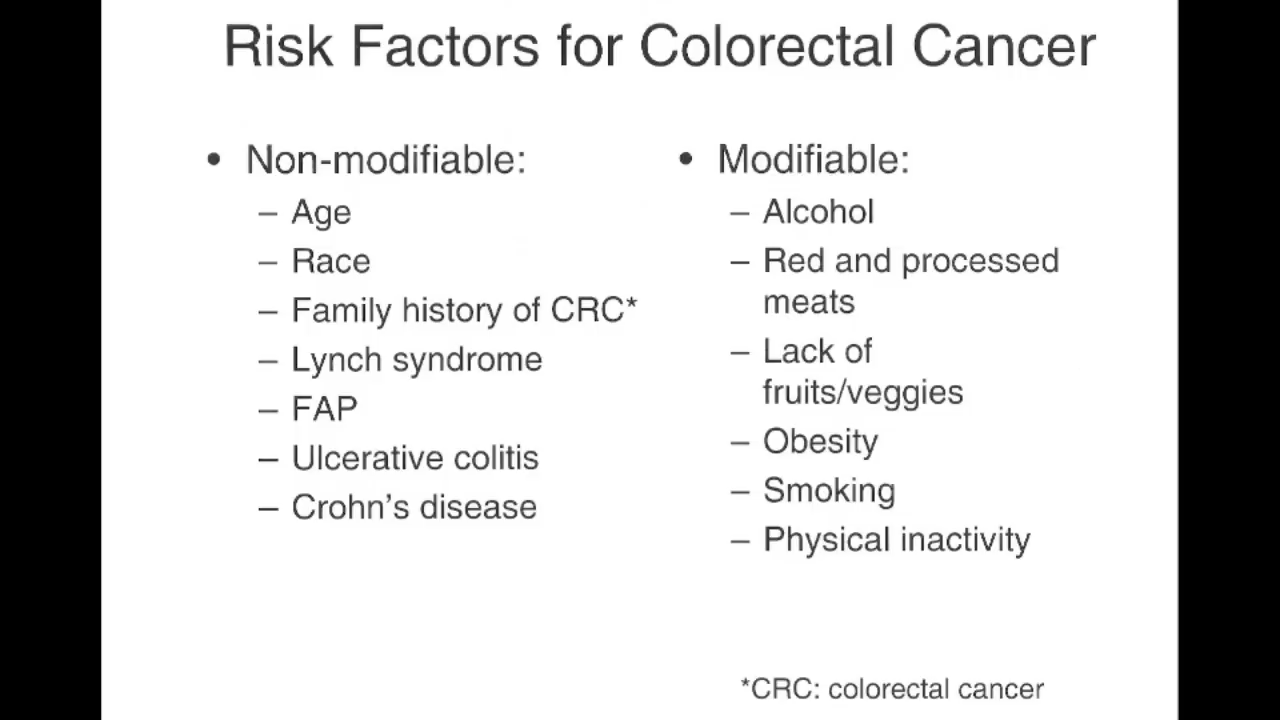 Risk Factors for Colorectal Cancer
• Non-modifiable:
– Age
– Race
– Family history of CRC*
– Lynch syndrome
– FAP
– Ulcerative colitis
– Crohn’s disease
• Modifiable:
– Alcohol
– Red and processed
meats
– Lack of
fruits/veggies
– Obesity
– Smoking
– Physical inactivity
*CRC: colorectal cancer